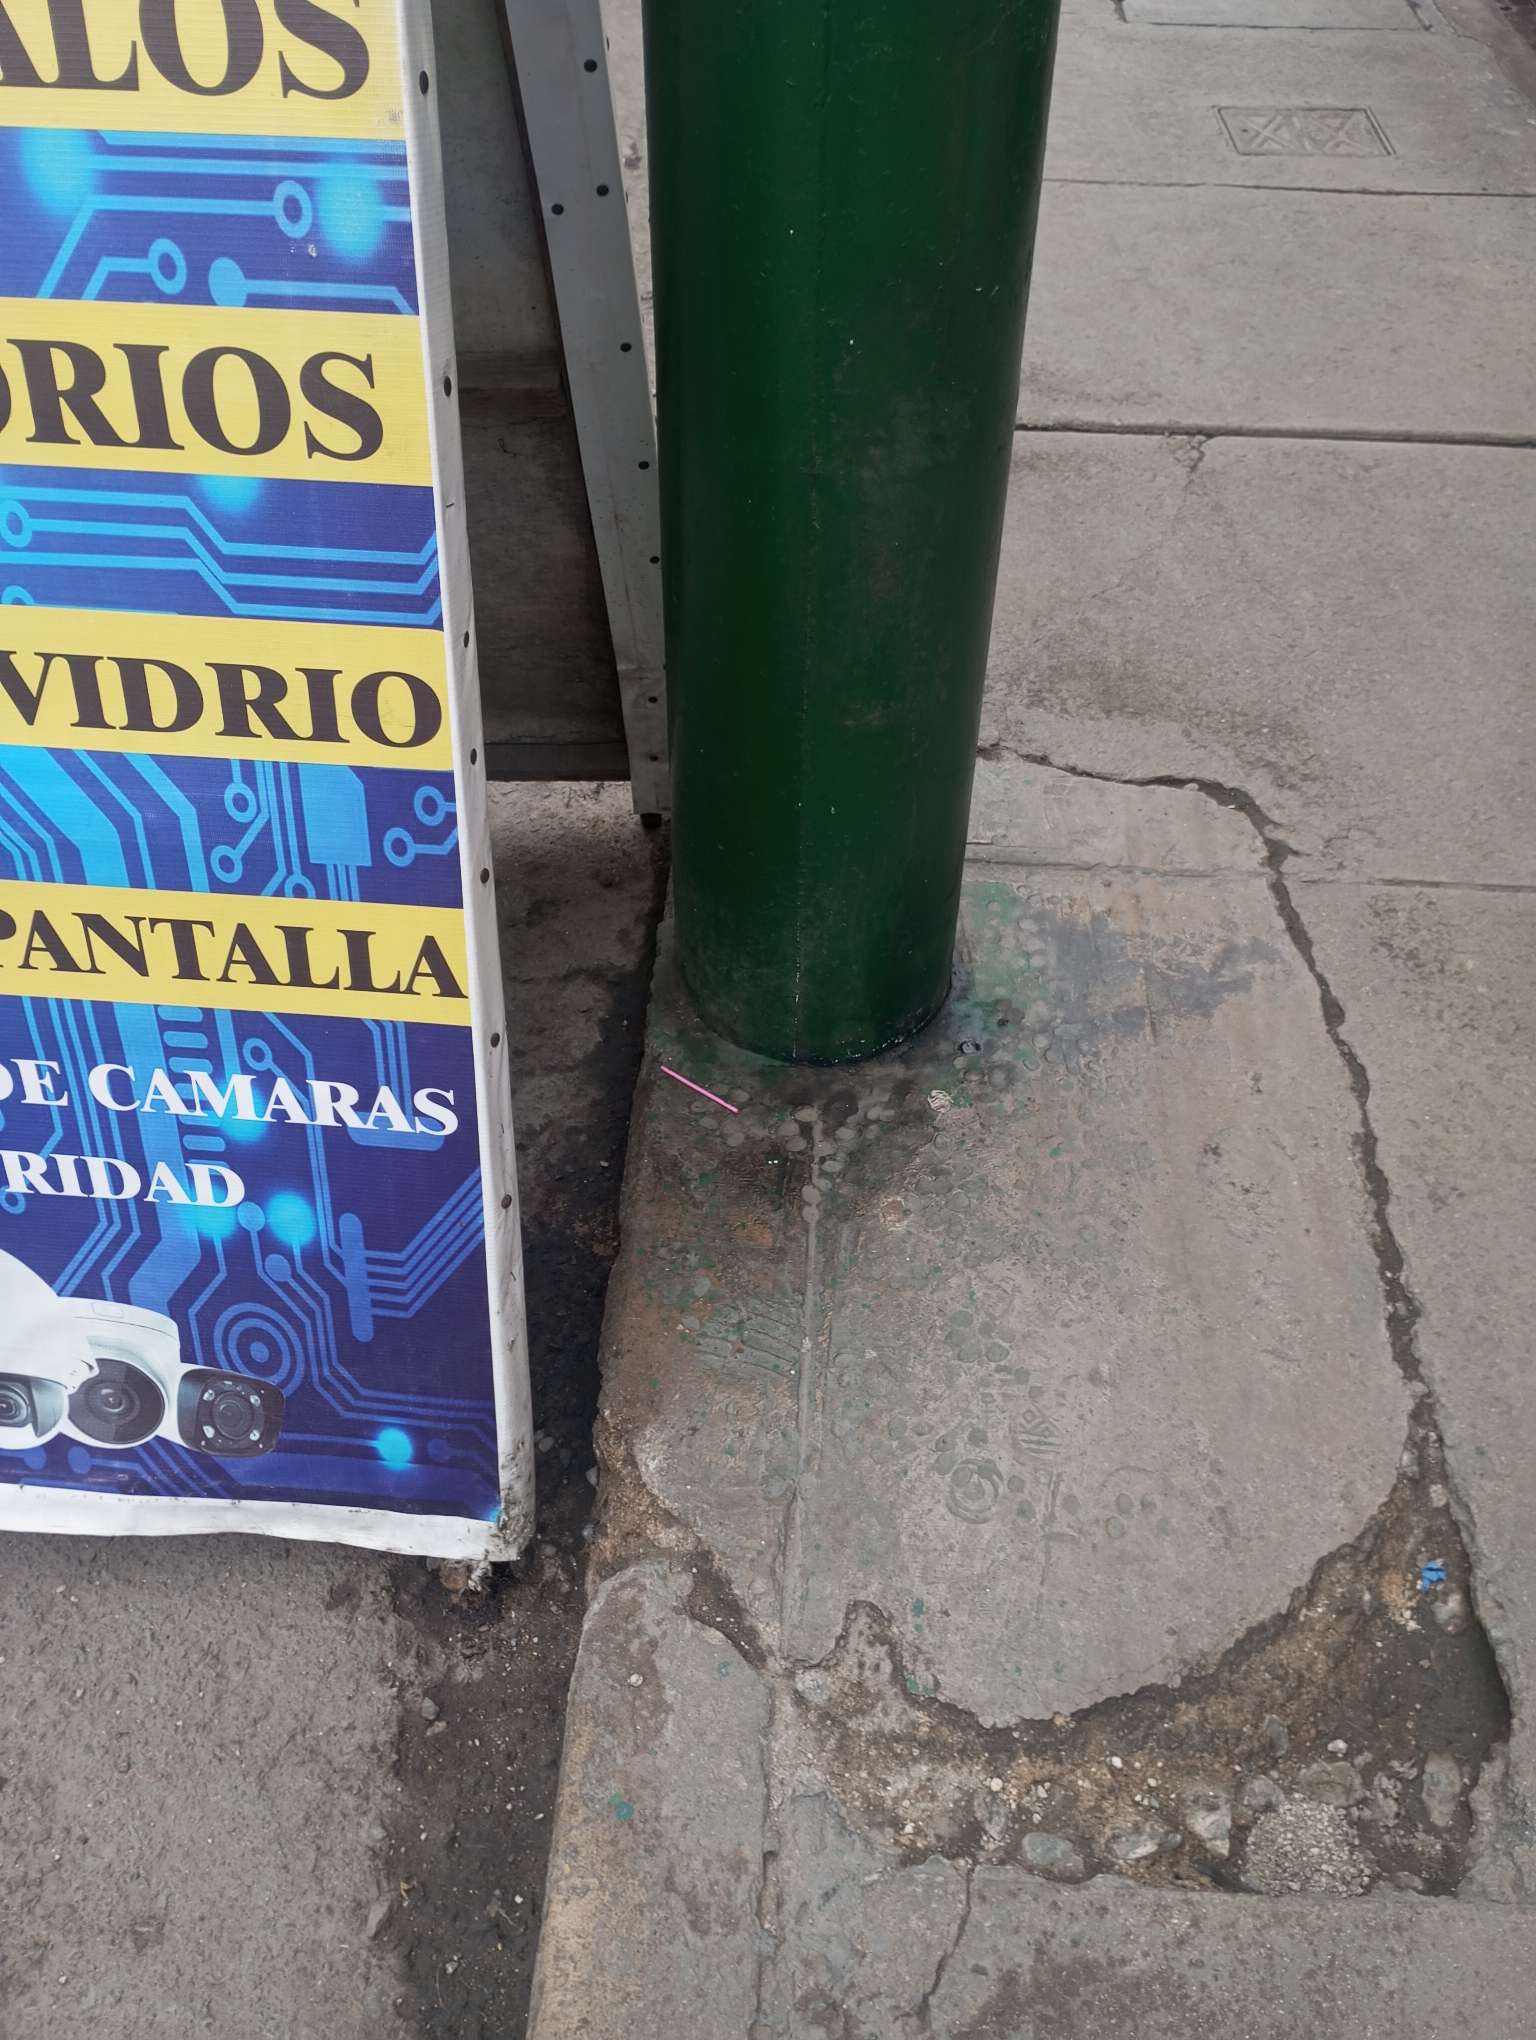 ALOS
ORIOS
VIDRIO
PANTALLA
DE CAMARAS
RIDAD